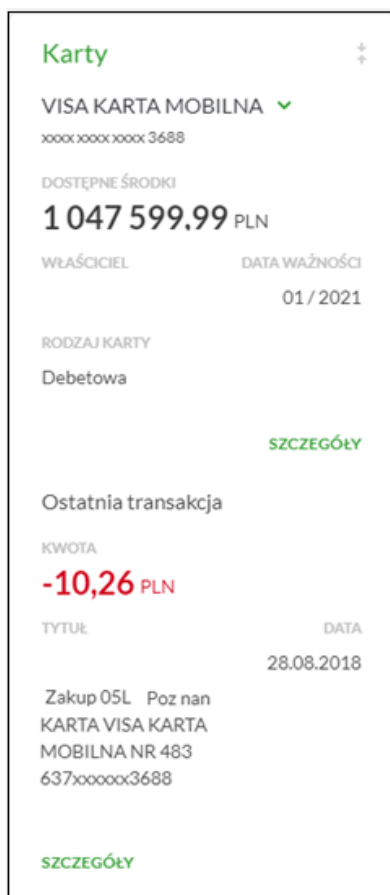 Karty
VISA KARTA MOBILNA
xxxx xxxx xxxx 3688
DOSTĘPNE ŚRODKI
1 047 599,99 PLN
WŁAŚCICIEL DATA WAŻNOŚCI
01 / 2021
RODZAJ KARTY
Debetowa
SZCZEGÓŁY
Ostatnia transakcja
KWOTA
-10,26 PLN
TYTUŁ DATA
28.08.2018
Zakup 05L Poz nan
KARTA VISA KARTA
MOBILNA NR 483
637xxxxxx3688
SZCZEGÓŁY